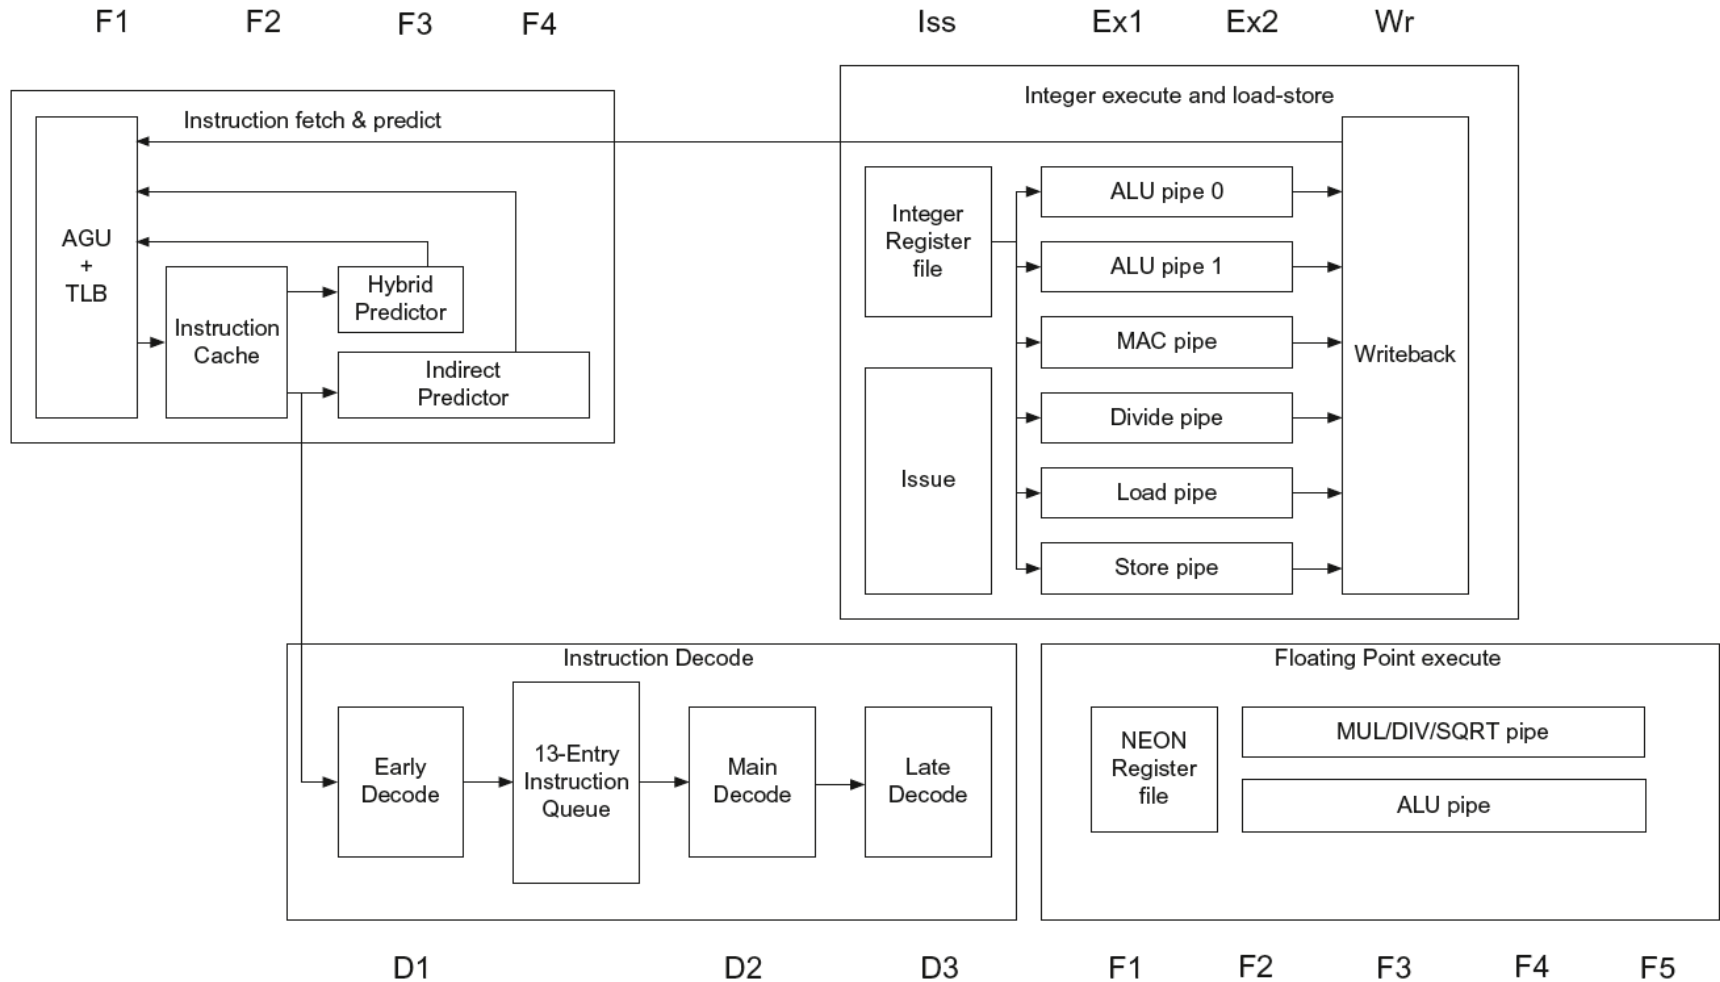 F1 F2 F3 F4 Iss Ex1 Ex2 Wr
Instruction fetch & predict
AGU
+
TLB
Instruction
Cache
Hybrid
Predictor
Indirect
Predictor
Integer execute and load-store
Integer
Register
file
Issue
ALU pipe 0
ALU pipe 1
MAC pipe
Divide pipe
Load pipe
Store pipe
Writeback
Instruction Decode
Early
Decode
13-Entry
Instruction
Queue
Main
Decode
Late
Decode
Floating Point execute
NEON
Register
file
MUL/DIV/SQRT pipe
ALU pipe
D1 D2 D3 F1 F2 F3 F4 F5